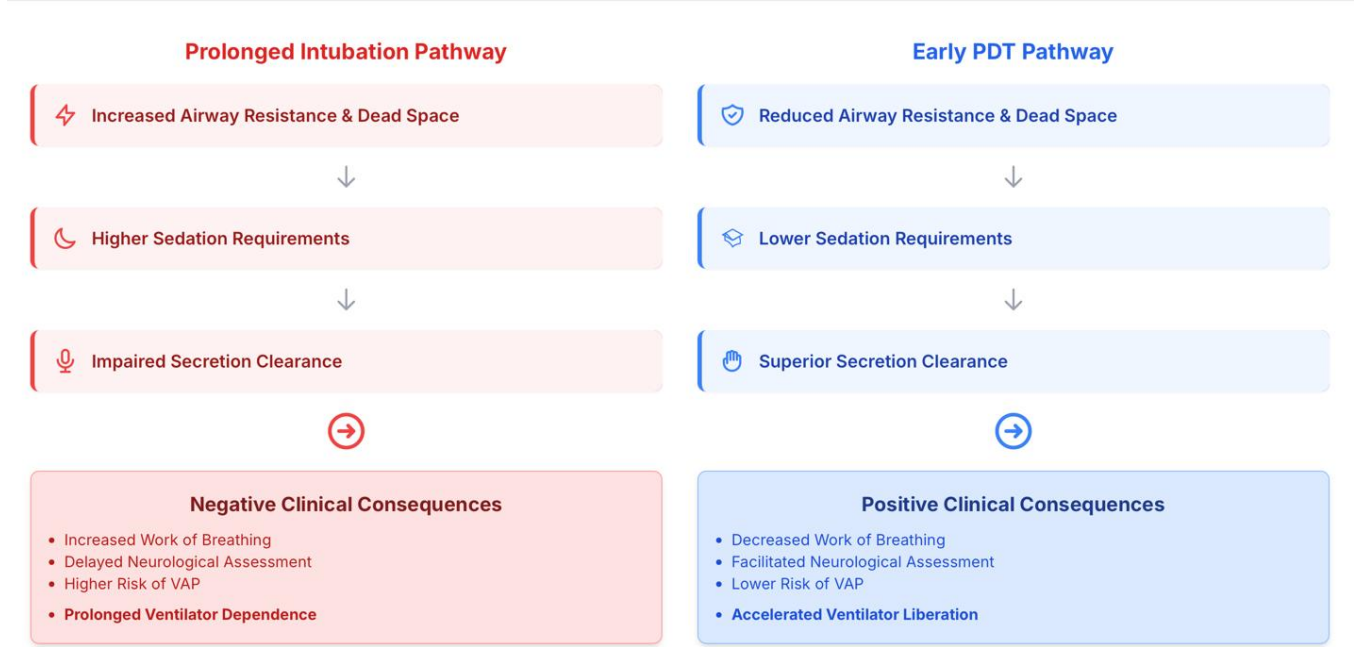 Prolonged Intubation Pathway
Increased Airway Resistance & Dead Space
Higher Sedation Requirements
Impaired Secretion Clearance
Negative Clinical Consequences
• Increased Work of Breathing
• Delayed Neurological Assessment
• Higher Risk of VAP
• Prolonged Ventilator Dependence
Early PDT Pathway
Reduced Airway Resistance & Dead Space
Lower Sedation Requirements
Superior Secretion Clearance
Positive Clinical Consequences
• Decreased Work of Breathing
• Facilitated Neurological Assessment
• Lower Risk of VAP
• Accelerated Ventilator Liberation